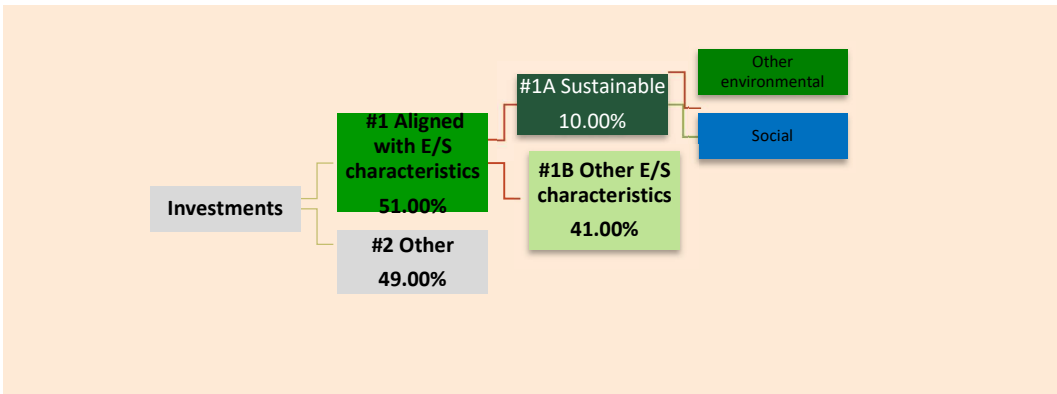 Investments
#1 Aligned
with E/S
characteristics
51.00%
#2 Other
49.00%
#1A Sustainable
10.00%
#1B Other E/S
characteristics
41.00%
Other
environmental
Social